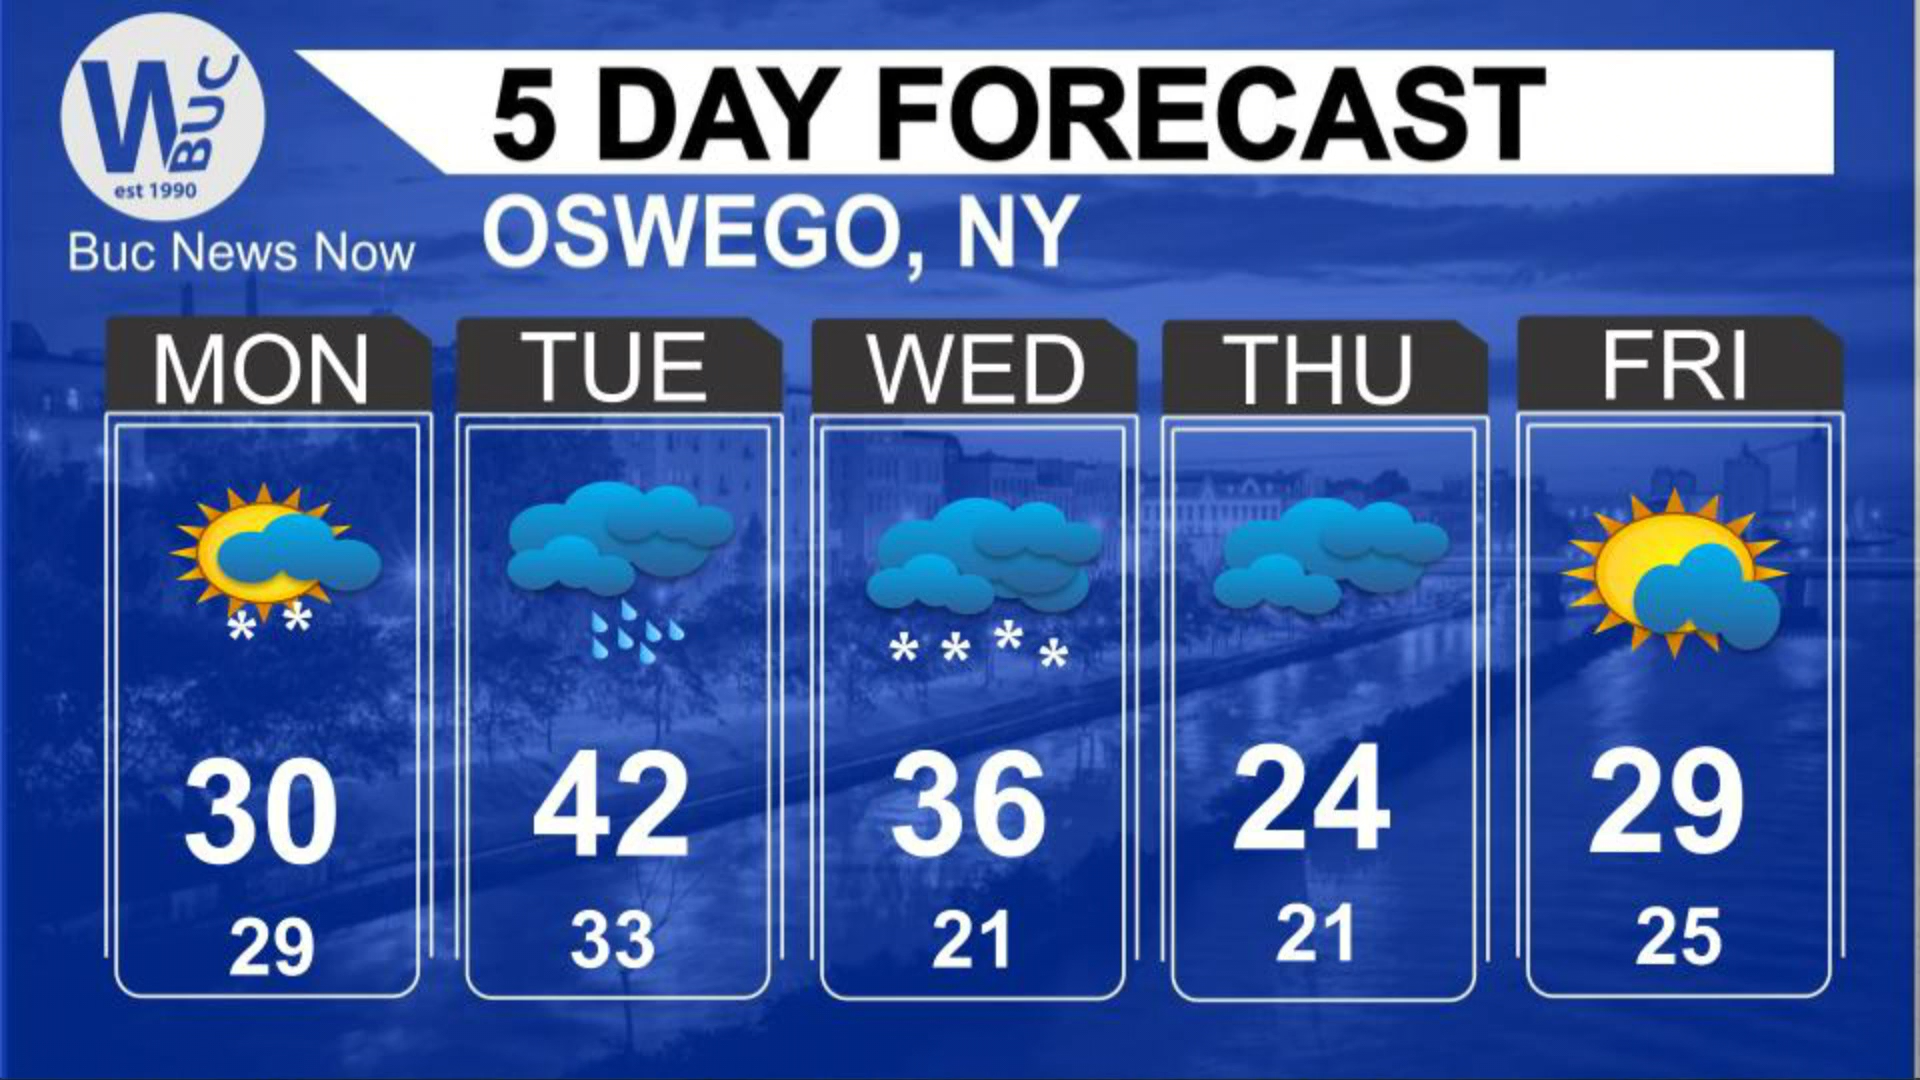 W BUC
est 1990
Buc News Now
5 DAY FORECAST
OSWEGO, NY
MON
30
29
TUE
42
33
WED
36
21
THU
24
21
FRI
29
25